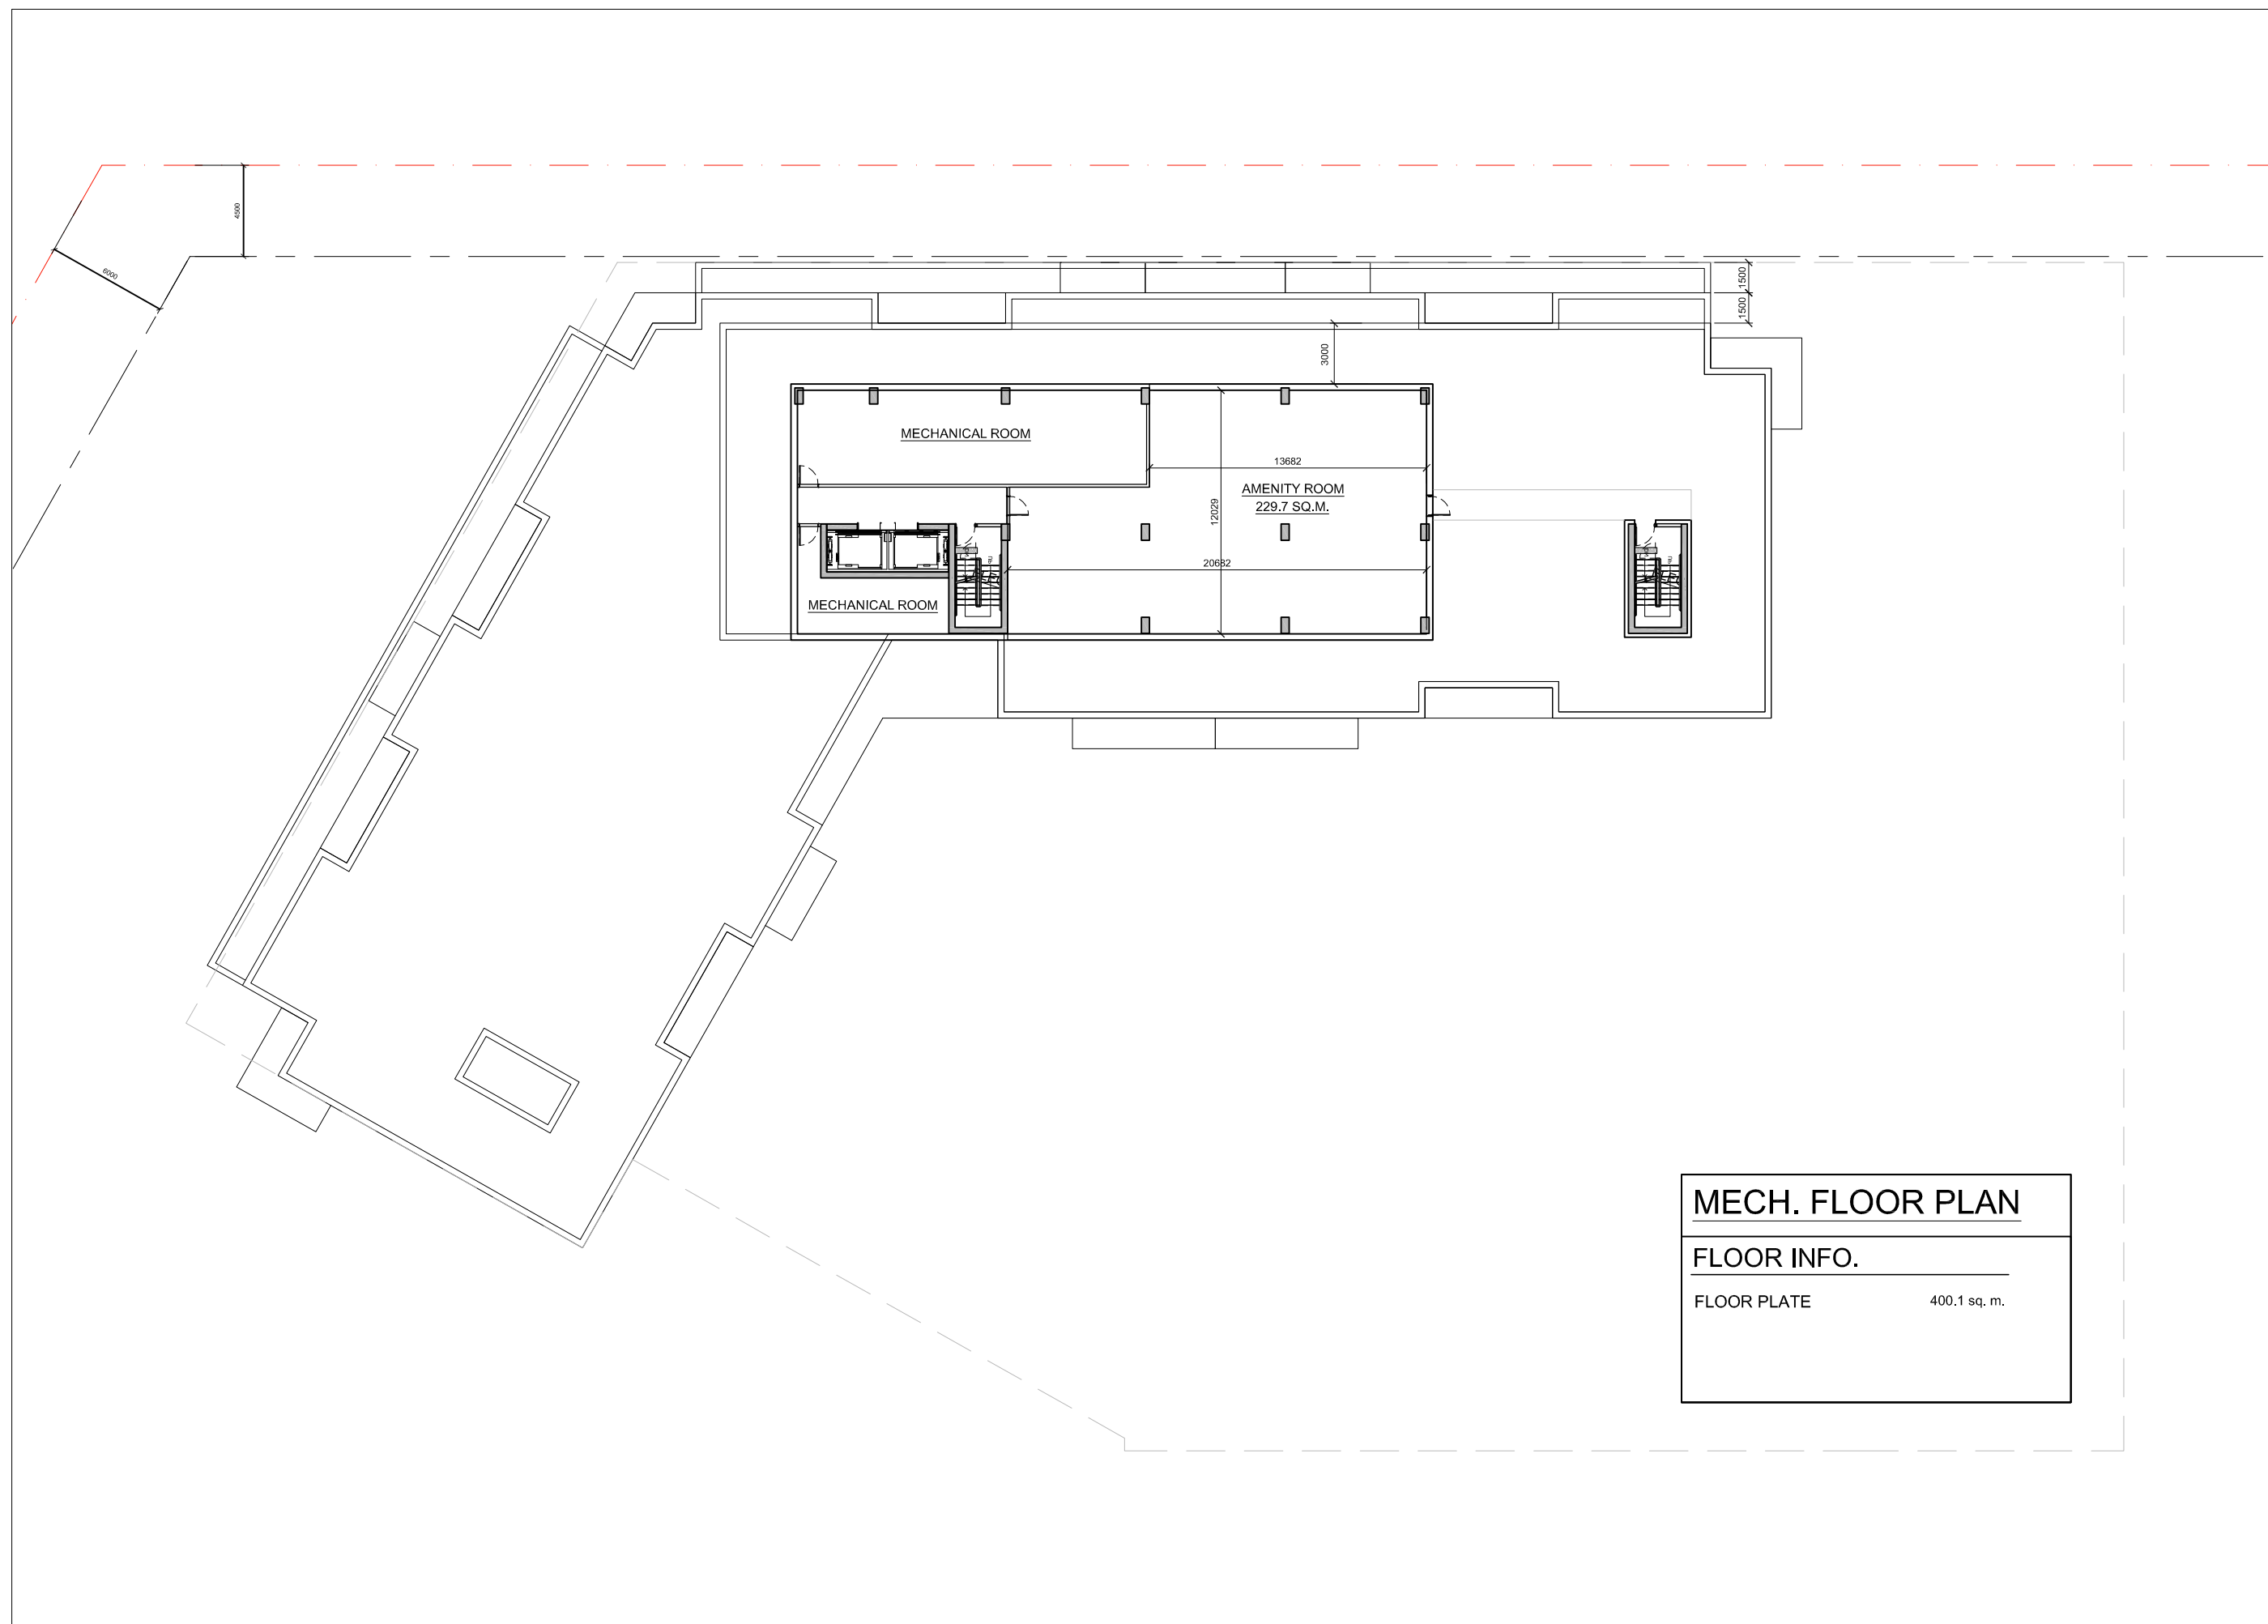 4500
6000
1500
1500
3000
MECHANICAL ROOM
13682
AMENITY ROOM
229.7 SQ.M.
12029
20682
MECHANICAL ROOM
MECH. FLOOR PLAN
FLOOR INFO.
FLOOR PLATE 400.1 sq. m.